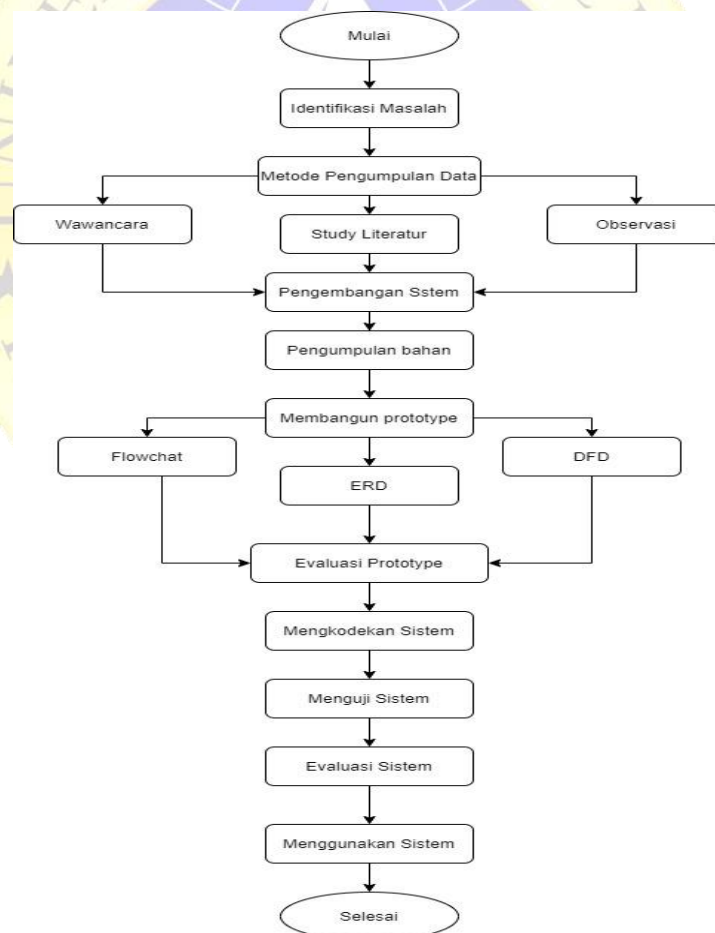 Mulai
Identifikasi Masalah
Metode Pengumpulan Data
Wawancara
Study Literatur
Observasi
Pengembangan Sstem
Pengumpulan bahan
Membangun prototype
Flowchat
ERD
DFD
Evaluasi Prototype
Mengkodekan Sistem
Menguji Sistem
Evaluasi Sistem
Menggunakan Sistem
Selesai